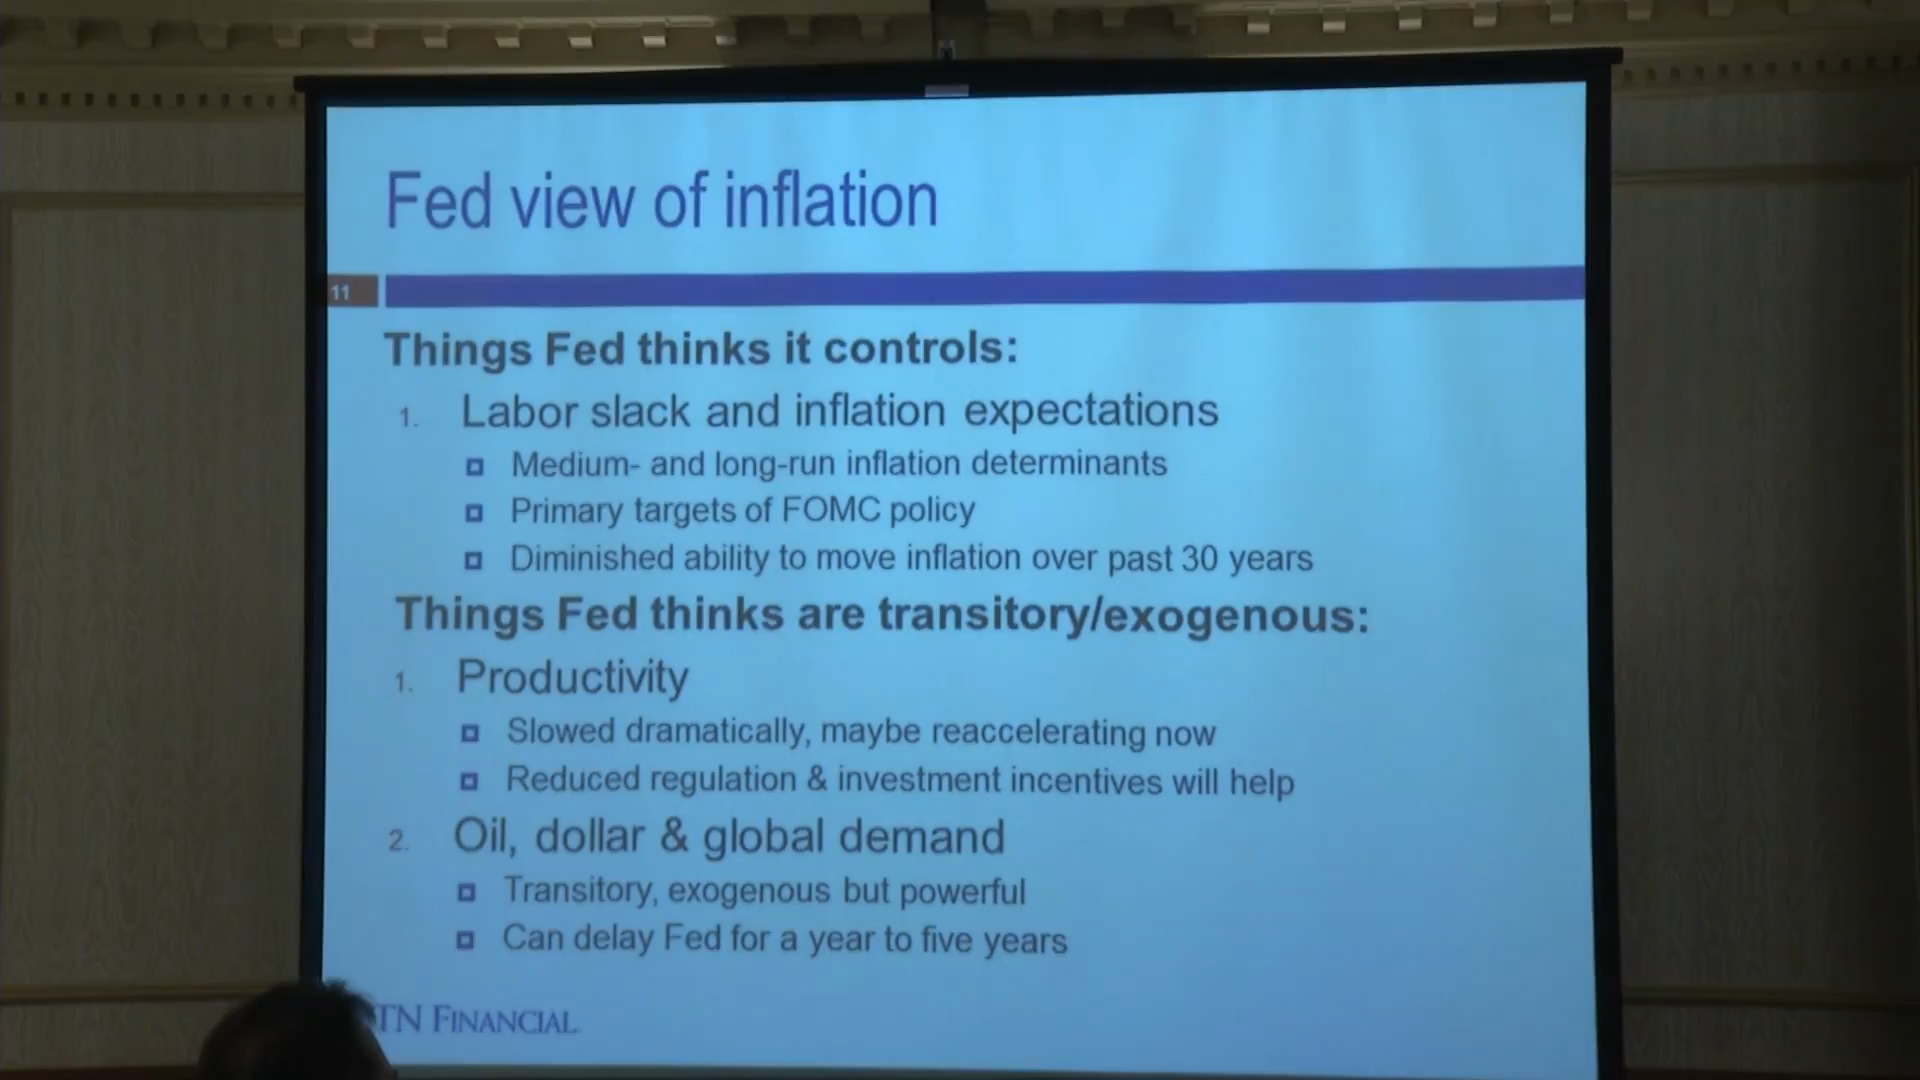 Fed view of inflation
11
Things Fed thinks it controls:
1. Labor slack and inflation expectations
Medium- and long-run inflation determinants
Primary targets of FOMC policy
Diminished ability to move inflation over past 30 years
Things Fed thinks are transitory/exogenous:
1. Productivity
Slowed dramatically, maybe reaccelerating now
Reduced regulation & investment incentives will help
2. Oil, dollar & global demand
Transitory, exogenous but powerful
Can delay Fed for a year to five years
TN FINANCIAL